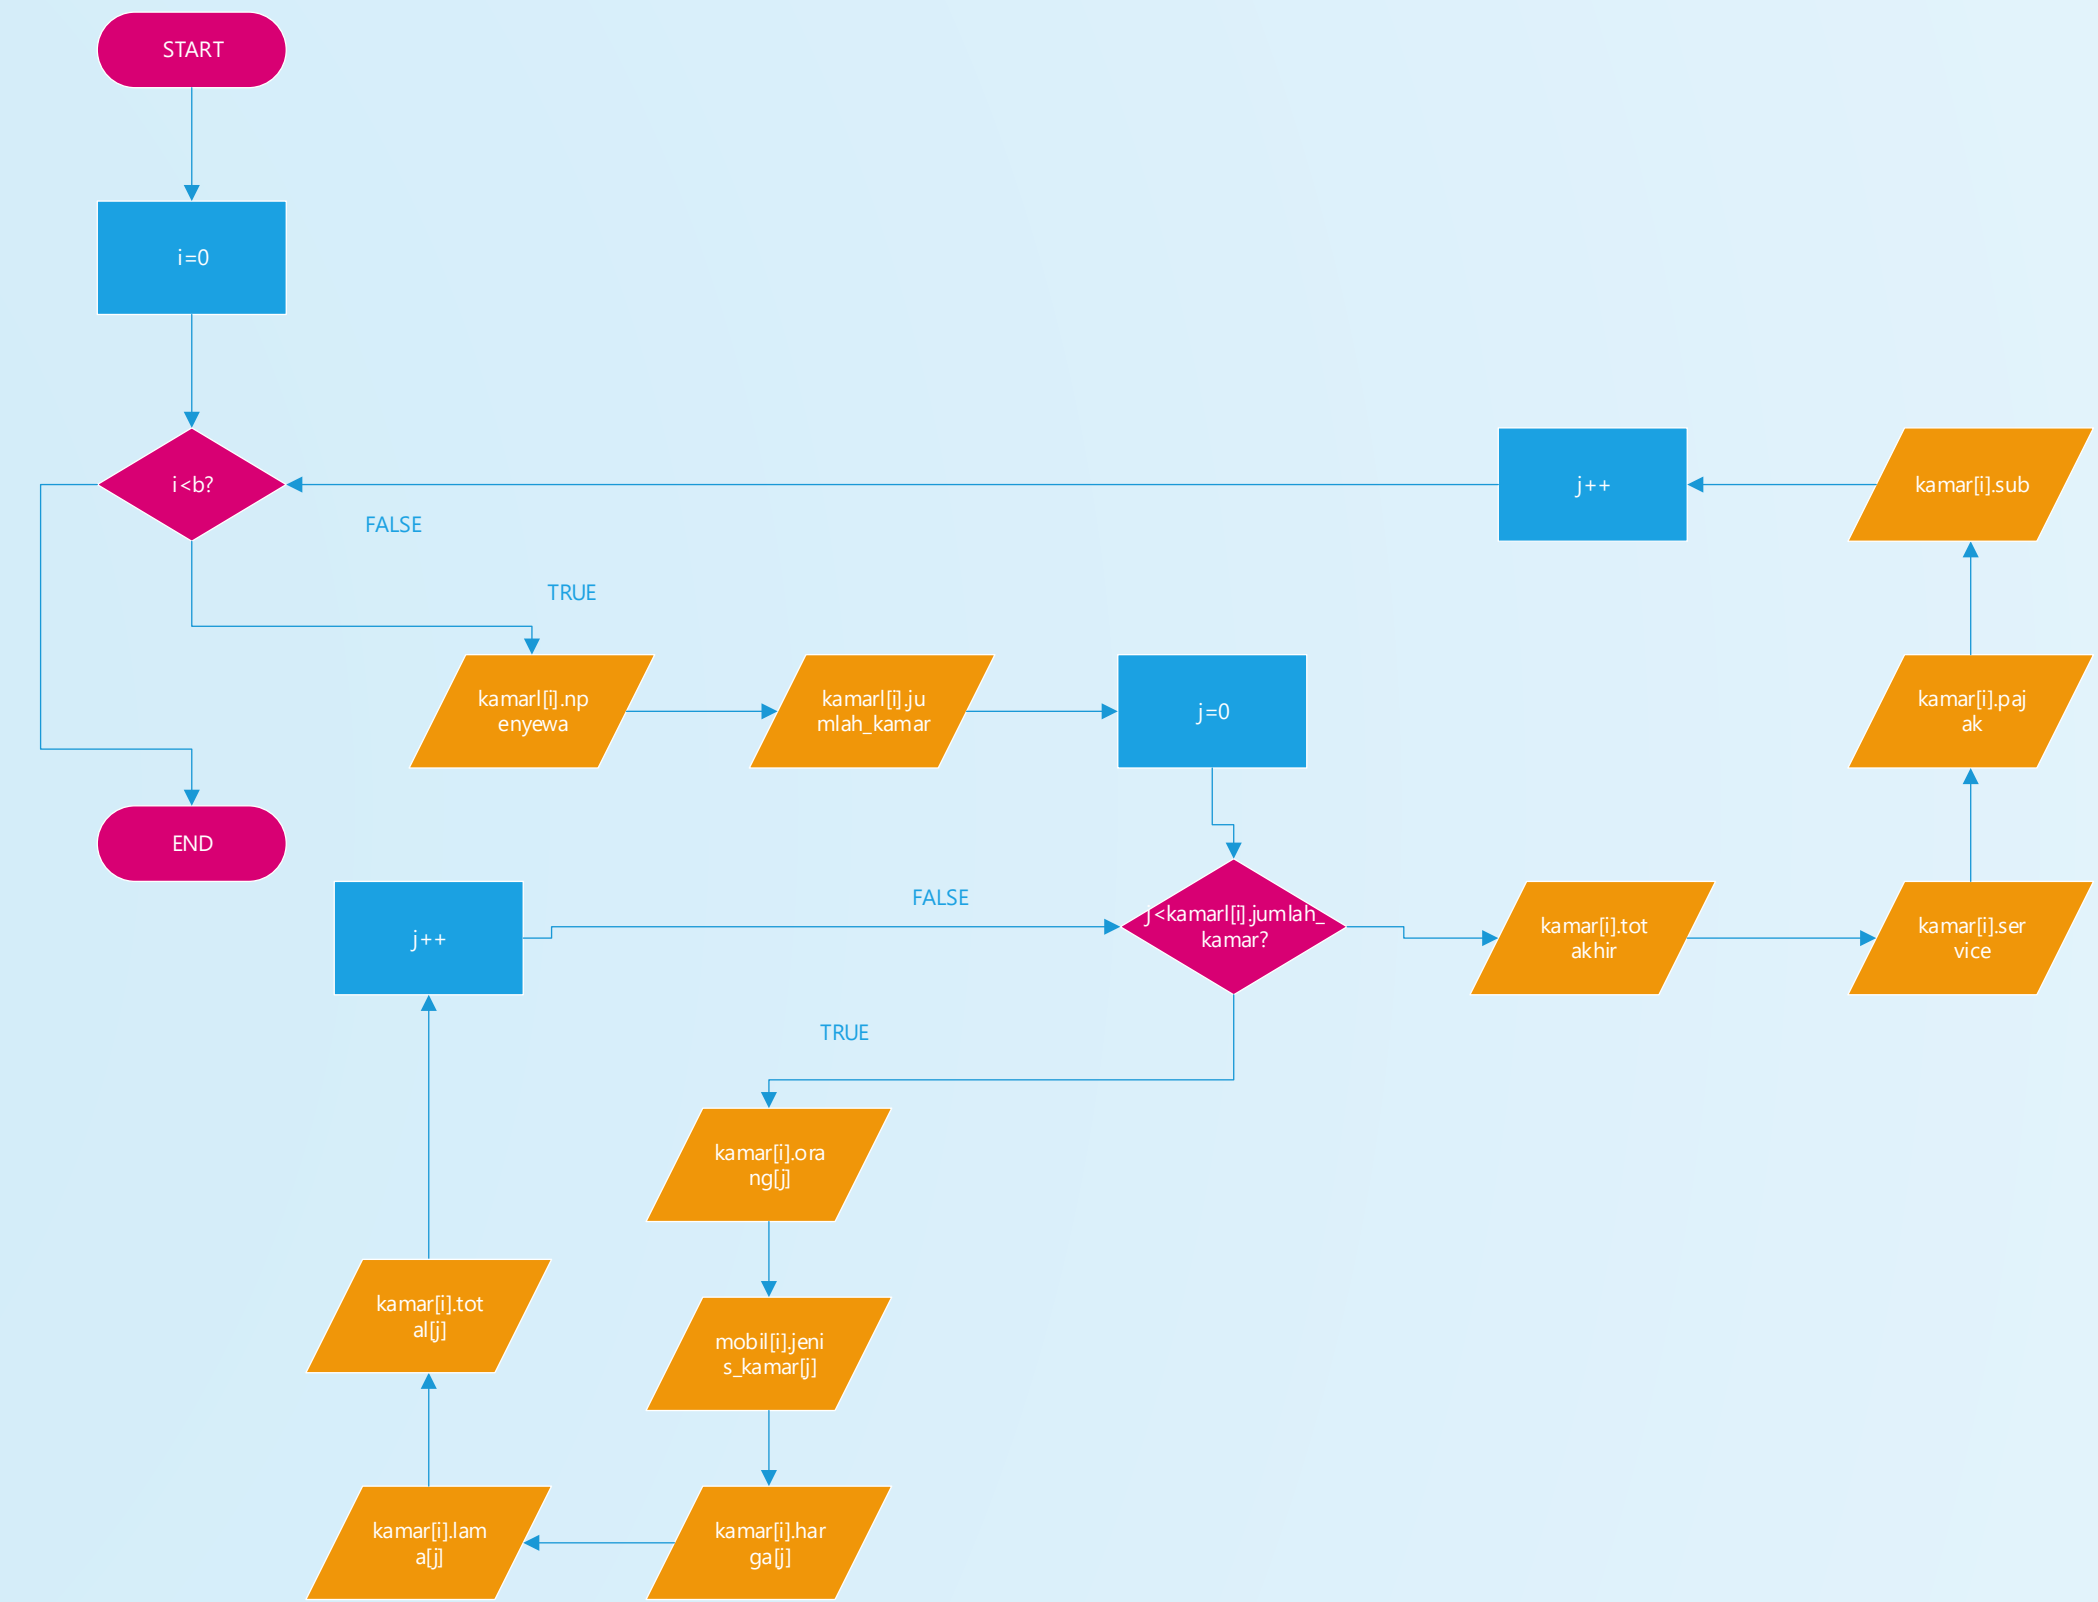 START
i=0
i<b?
j++
kamar[i].sub
FALSE
TRUE
kamarl[i].np
enyewa
kamarl[i].ju
mlah_kamar
j=0
kamar[i].paj
ak
END
j++
FALSE
j<kamarl[i].jumlah_
kamar?
kamar[i].tot
akhir
kamar[i].ser
vice
TRUE
kamar[i].ora
ng[j]
kamar[i].tot
al[j]
mobil[i].jeni
s_kamar[j]
kamar[i].lam
a[j]
kamar[i].har
ga[j]